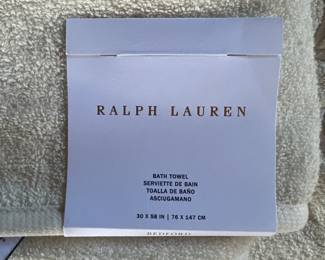 RALPH LAUREN
BATH TOWEL
SERVIETTE DE BAIN
TOALLA DE BAÑO
ASCIUGAMANO
30 X 58 IN | 76 X 147 CM
BEDFORD